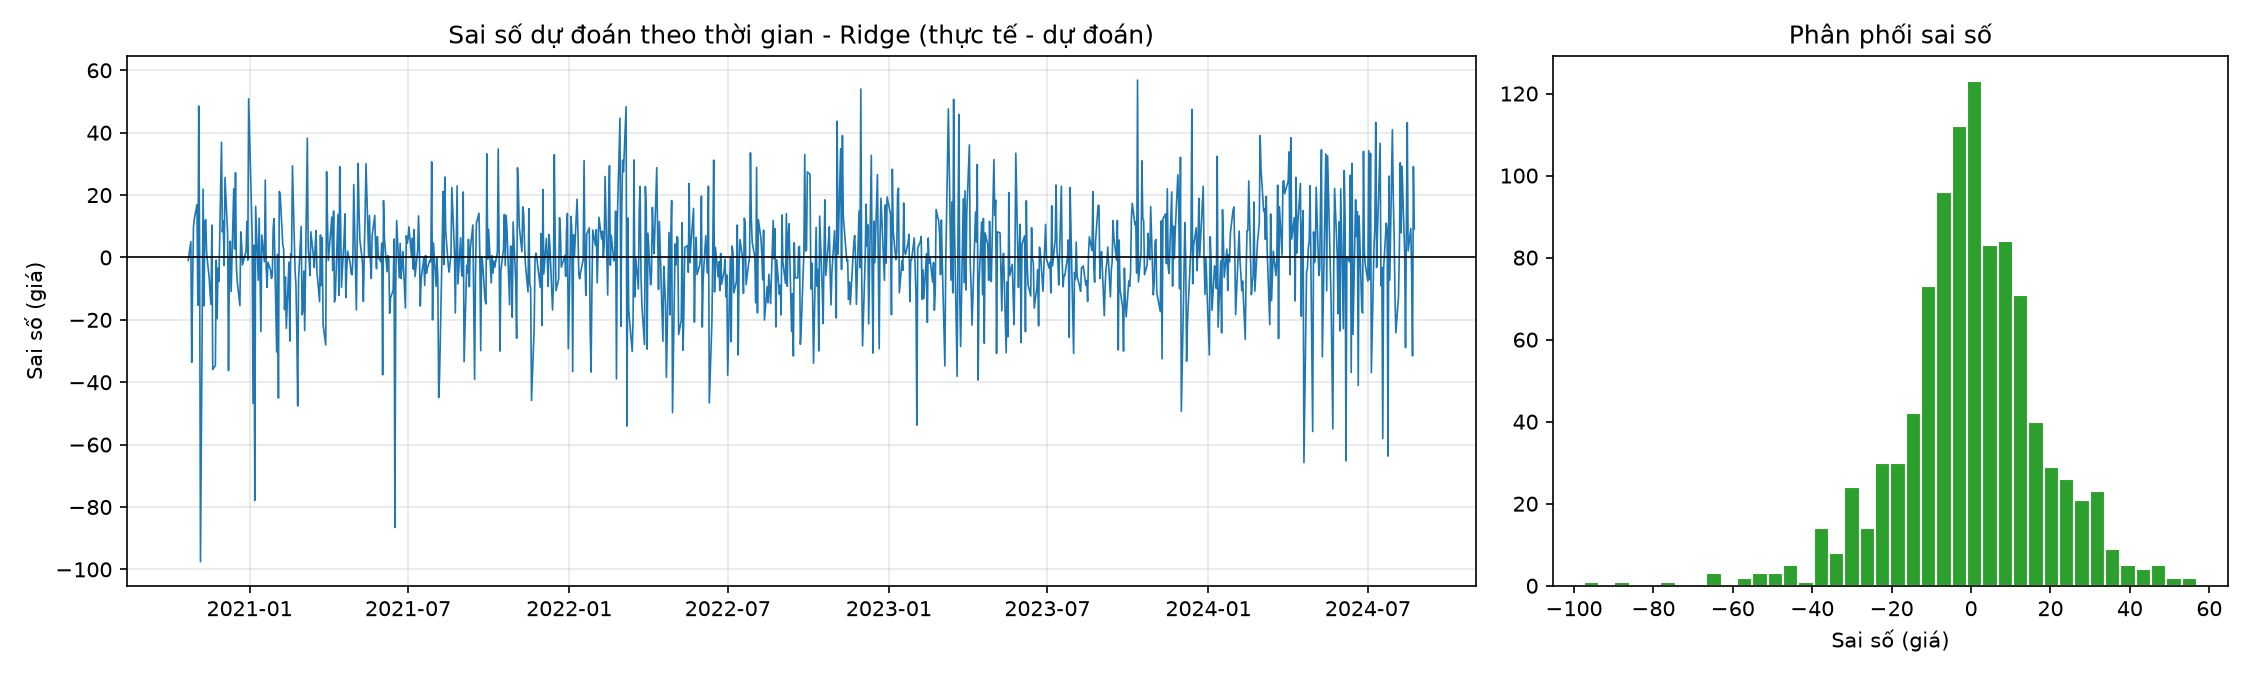 Sai số dự đoán theo thời gian - Ridge (thực tế - dự đoán)
Sai số (giá)
60
40
20
0
−20
−40
−60
−80
−100
2021-01 2021-07 2022-01 2022-07 2023-01 2023-07 2024-01 2024-07
Phân phối sai số
120
100
80
60
40
20
0
−100 −80 −60 −40 −20 0 20 40 60
Sai số (giá)